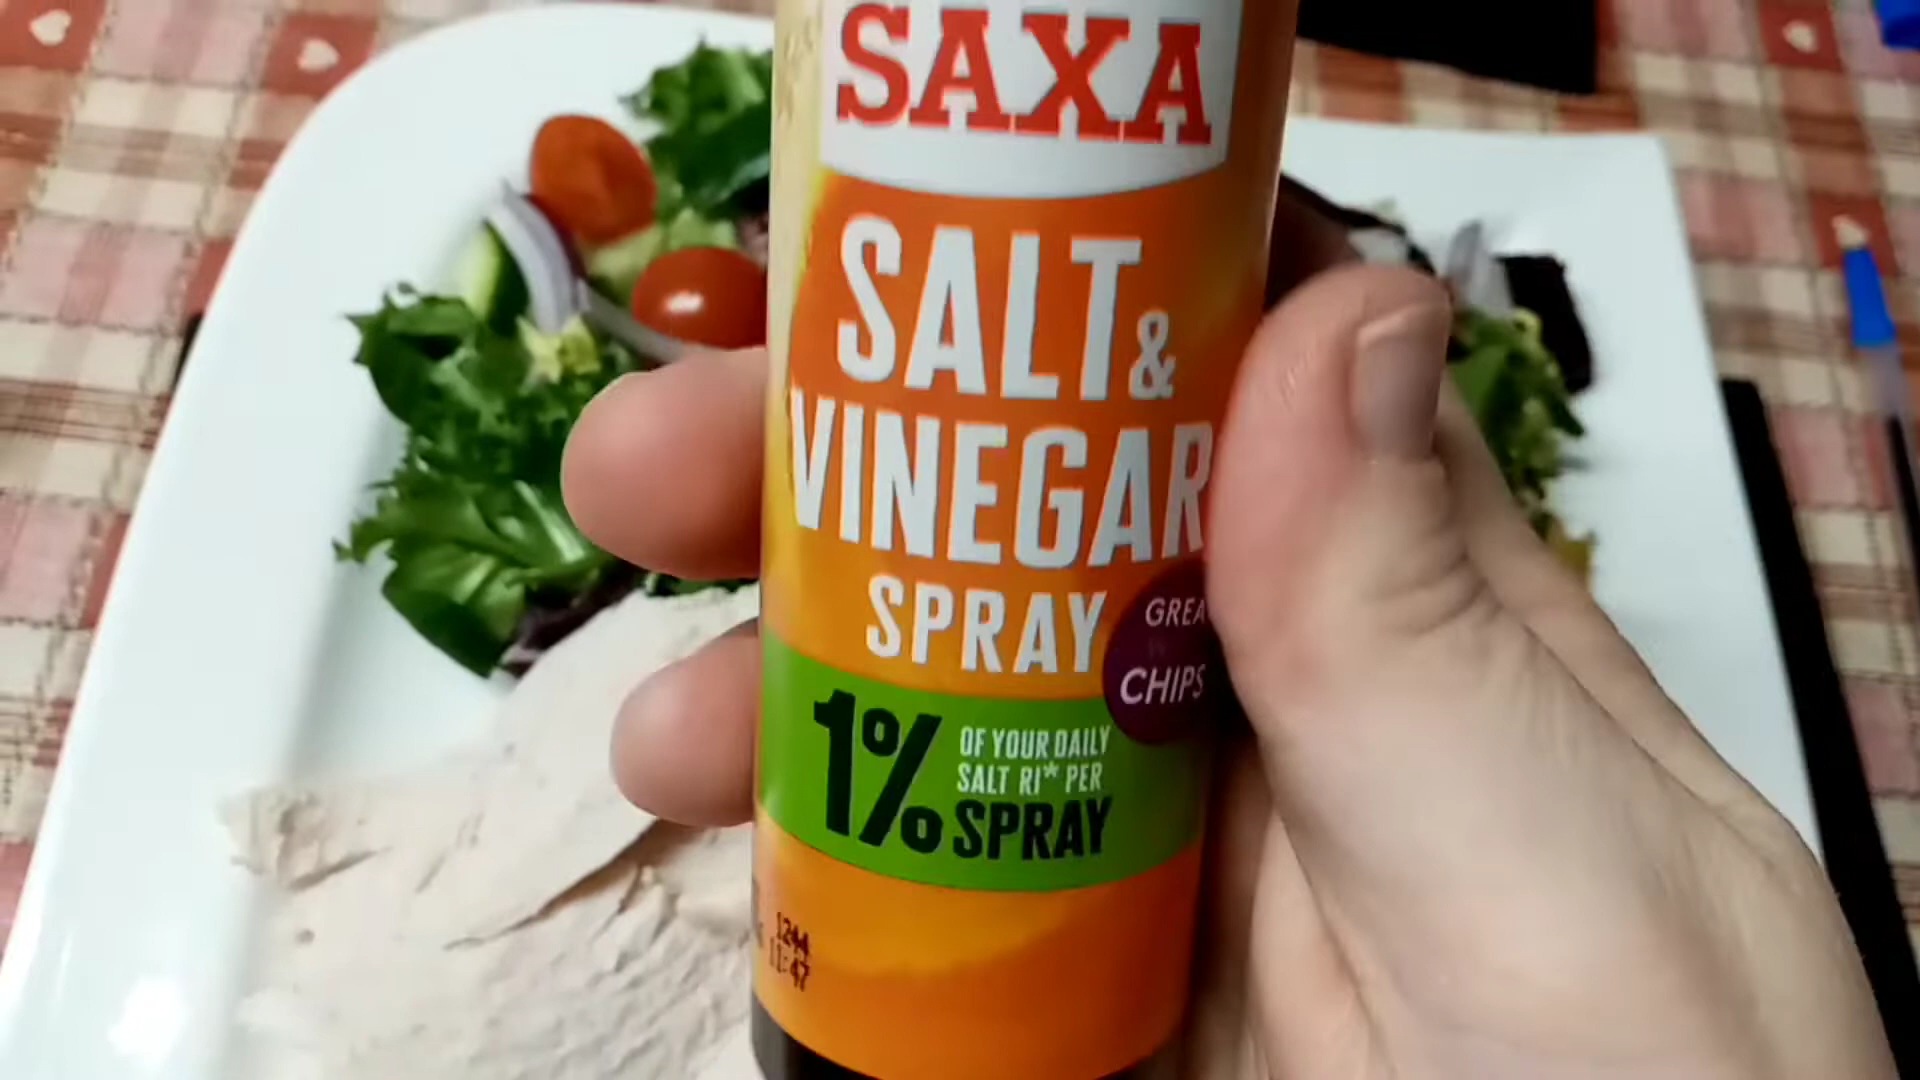 SAXA
SALT &
VINEGAR
SPRAY
CHIPS
1% OF YOUR DAILY
SALT RI* PER
SPRAY
1244
11:47